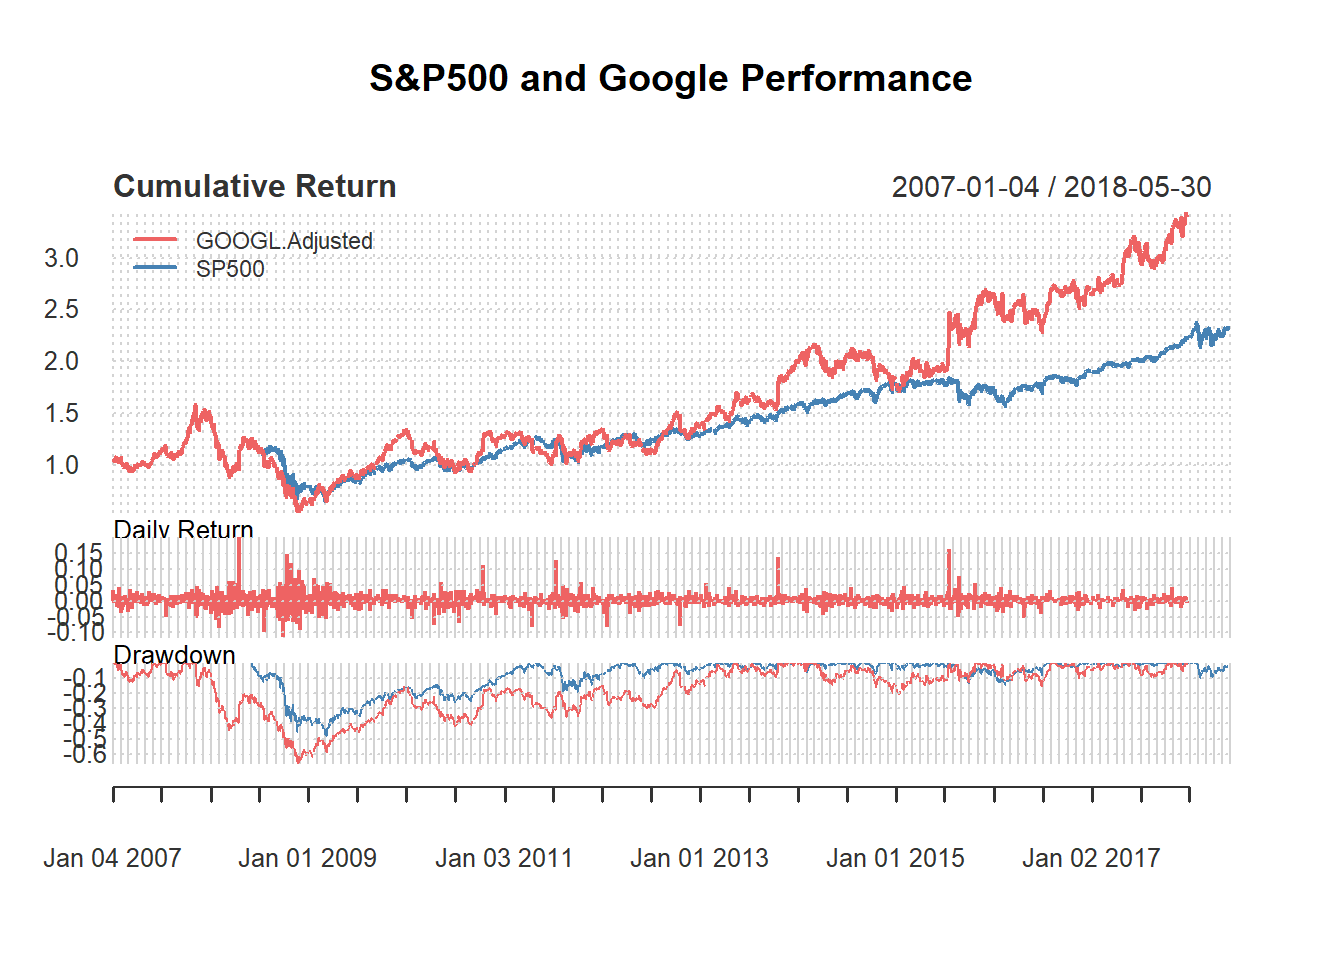 S&P500 and Google Performance
Cumulative Return 2007-01-04 / 2018-05-30
GOOGL.Adjusted
SP500
3.0
2.5
2.0
1.5
1.0
Daily Return
0.15
0.10
0.05
0.00
-0.05
-0.10
Drawdown
-0.1
-0.2
-0.3
-0.4
-0.5
-0.6
Jan 04 2007 Jan 01 2009 Jan 03 2011 Jan 01 2013 Jan 01 2015 Jan 02 2017